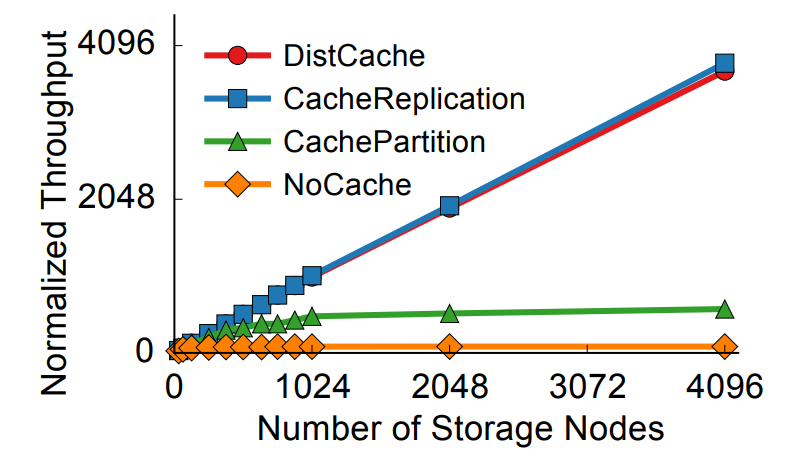 Normalized Throughput
4096
2048
0
DistCache
CacheReplication
CachePartition
NoCache
0 1024 2048 3072 4096
Number of Storage Nodes